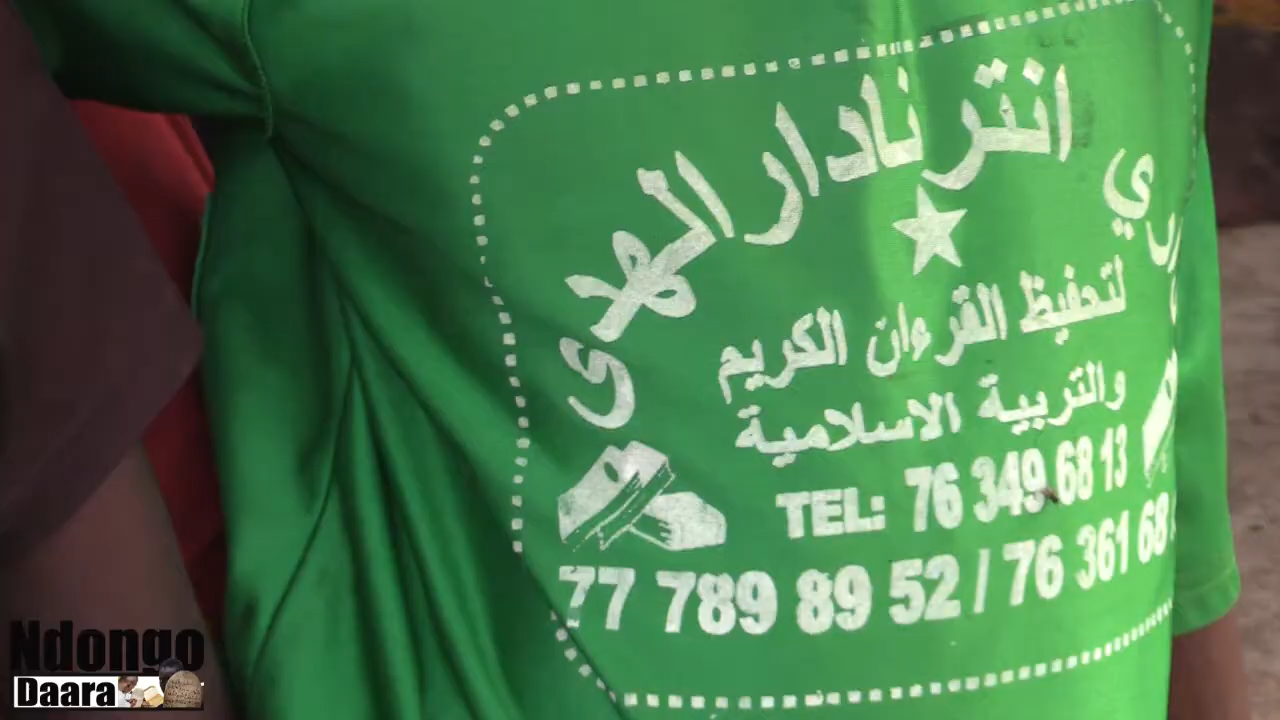 انترنادار الهدى
لتحفيظ القرءان الكريم
والتربية الاسلامية
TEL: 76 349 68 13
77 789 89 52 / 76 361 68
Ndongo
Daara